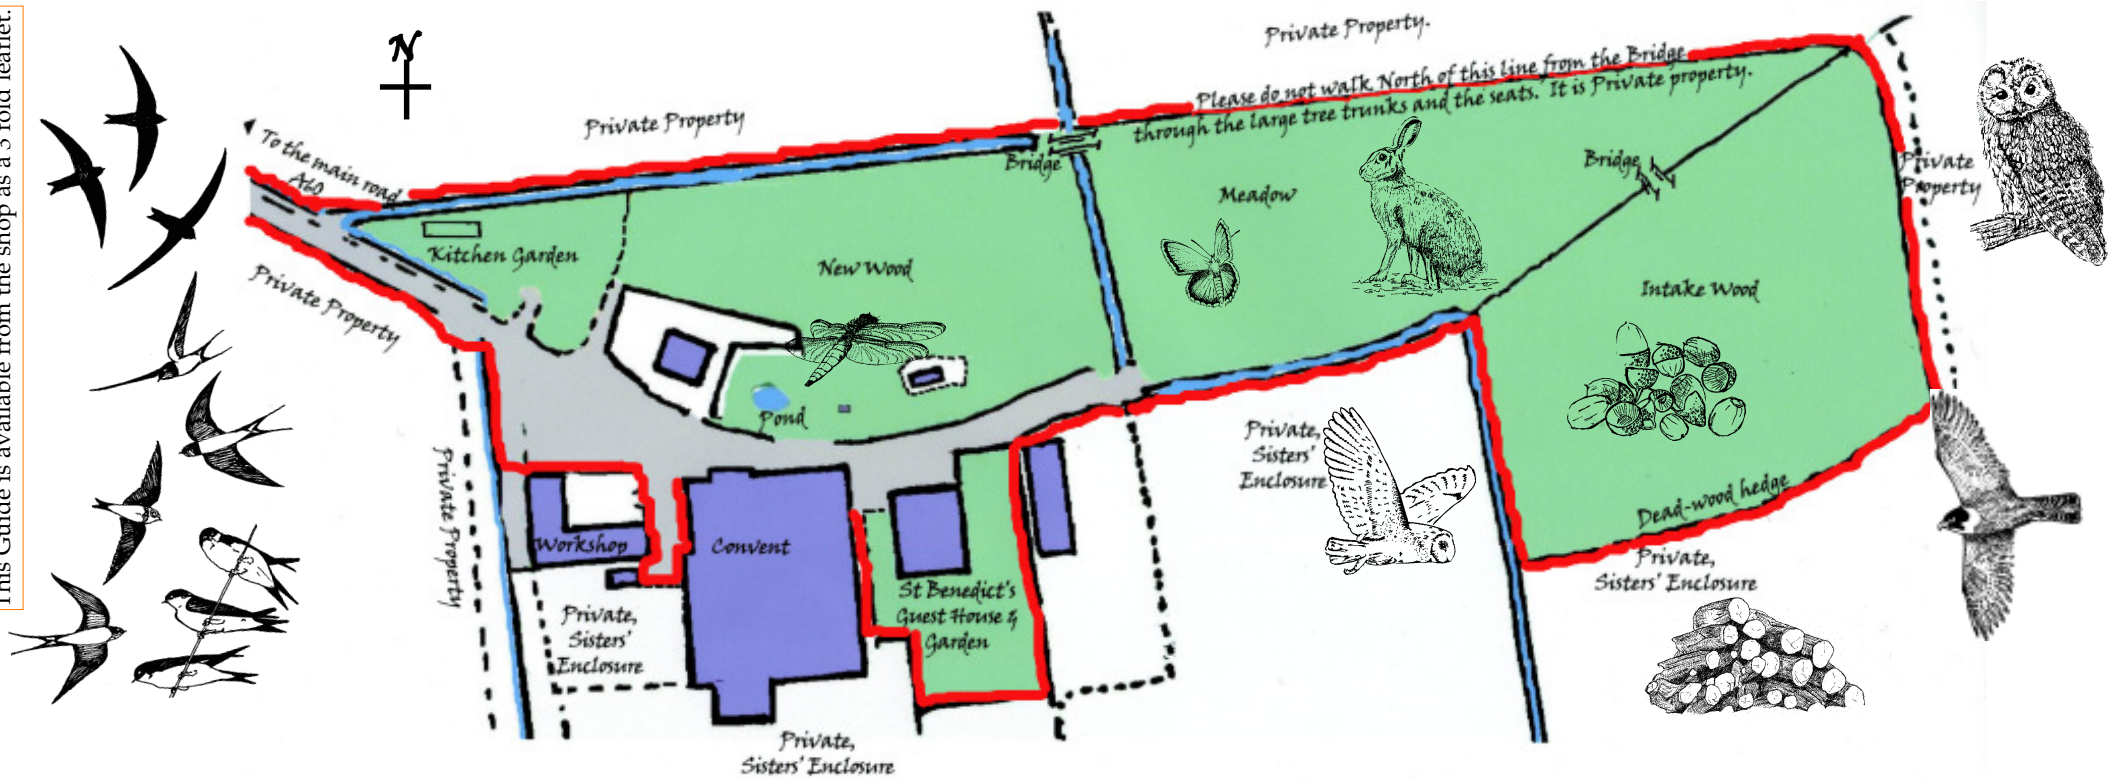 This Guide is available from the shop as a 3 fold leaflet.
N
Private Property.
Please do not walk North of this line from the Bridge
through the large tree trunks and the seats. It is Private property.
Private Property
To the main road
A60
Bridge
Bridge
Meadow
Private
Property
Kitchen Garden
New Wood
Intake Wood
Private Property
Pond
Private,
Sisters'
Enclosure
Private Property
Dead-wood hedge
Workshop
Convent
Private,
Sisters' Enclosure
St Benedict's
Guest House &
Garden
Private,
Sisters'
Enclosure
Private,
Sisters' Enclosure